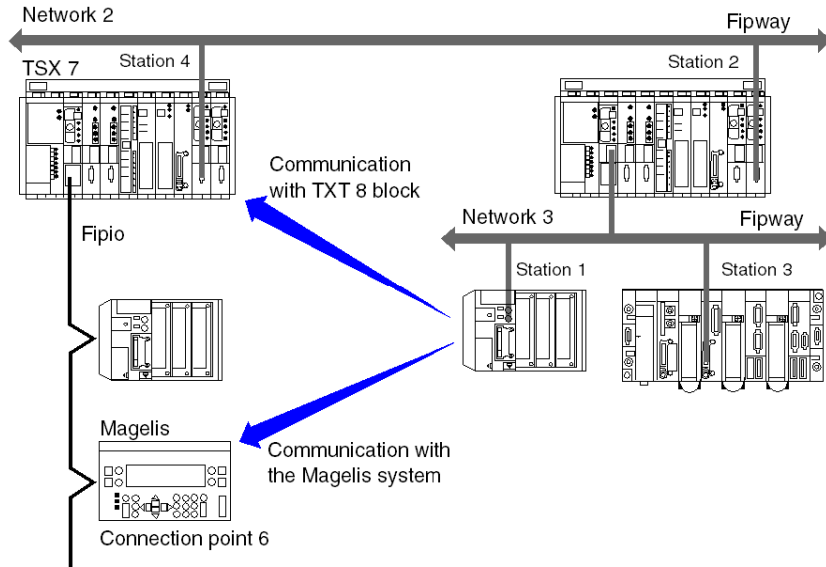 Network 2
Fipway
Station 4
Station 2
TSX 7
Communication
with TXT 8 block
Network 3
Fipway
Fipio
Station 1
Station 3
Magelis
Communication with
the Magelis system
Connection point 6